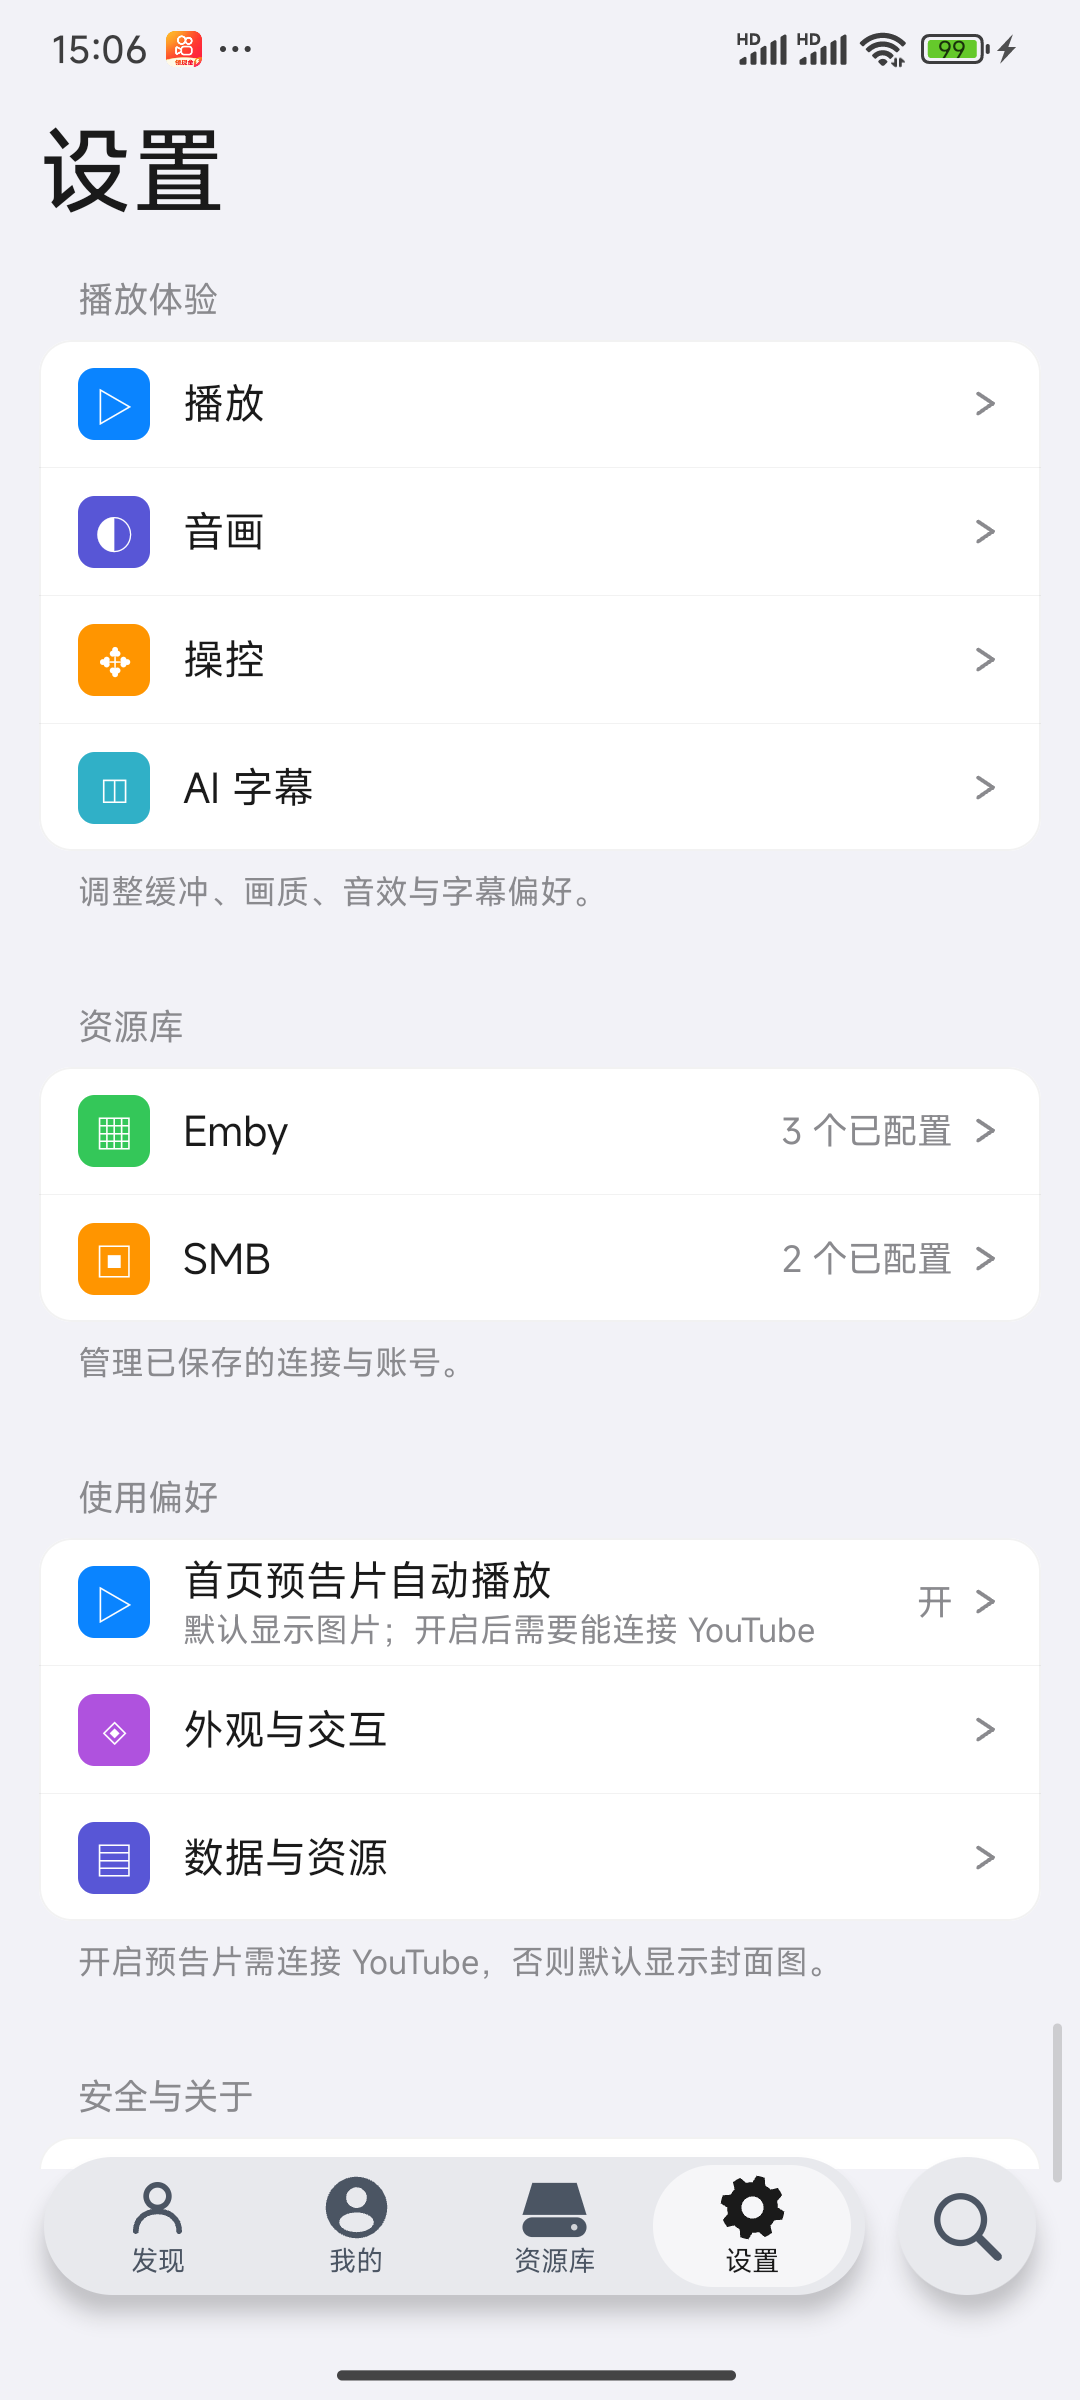 15:06
HD HD 99
设置
播放体验
播放
音画
操控
AI 字幕
调整缓冲、画质、音效与字幕偏好。
资源库
Emby 3 个已配置
SMB 2 个已配置
管理已保存的连接与账号。
使用偏好
首页预告片自动播放 开
默认显示图片；开启后需要能连接 YouTube
外观与交互
数据与资源
开启预告片需连接 YouTube，否则默认显示封面图。
安全与关于
发现 我的 资源库 设置